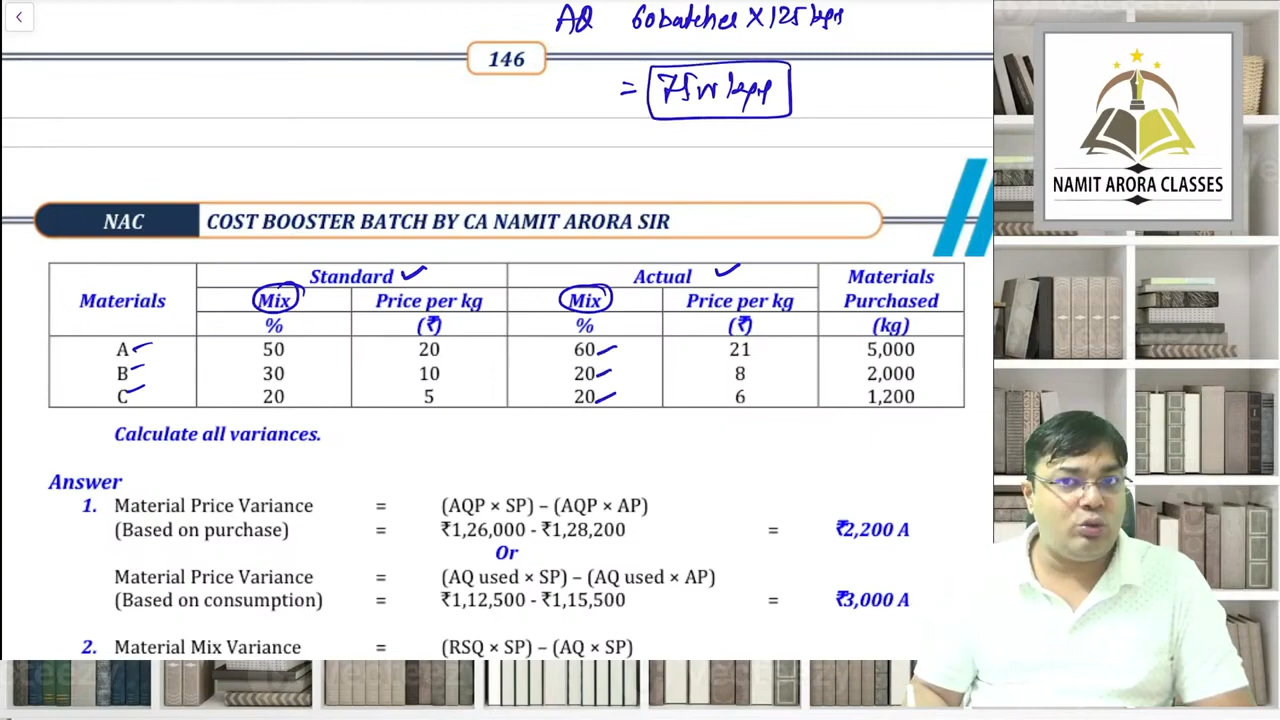 AQ 60 batches X 125 kgs
146
=
NAMIT ARORA CLASSES
NAC COST BOOSTER BATCH BY CA NAMIT ARORA SIR
Materials Standard Actual Materials Purchased (kg)
Mix Price per kg Mix Price per kg
% (₹) % (₹)
A 50 20 60 21 5,000
B 30 10 20 8 2,000
C 20 5 20 6 1,200
Calculate all variances.
Answer
1. Material Price Variance = (AQP × SP) – (AQP × AP)
(Based on purchase) = ₹1,26,000 - ₹1,28,200 = ₹2,200 A
Or
Material Price Variance = (AQ used × SP) – (AQ used × AP)
(Based on consumption) = ₹1,12,500 - ₹1,15,500 = ₹3,000 A
2. Material Mix Variance = (RSQ × SP) – (AQ × SP)